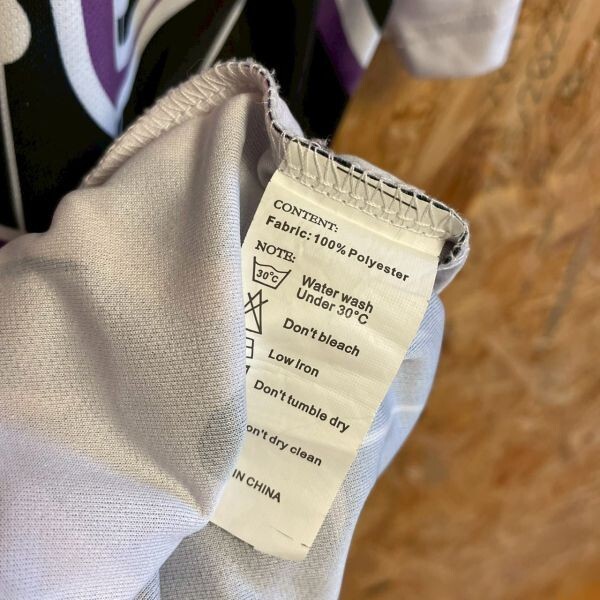 CONTENT:
Fabric: 100% Polyester
NOTE:
30°C
Water wash
Under 30°C
Don't bleach
Low Iron
Don't tumble dry
on't dry clean
IN CHINA